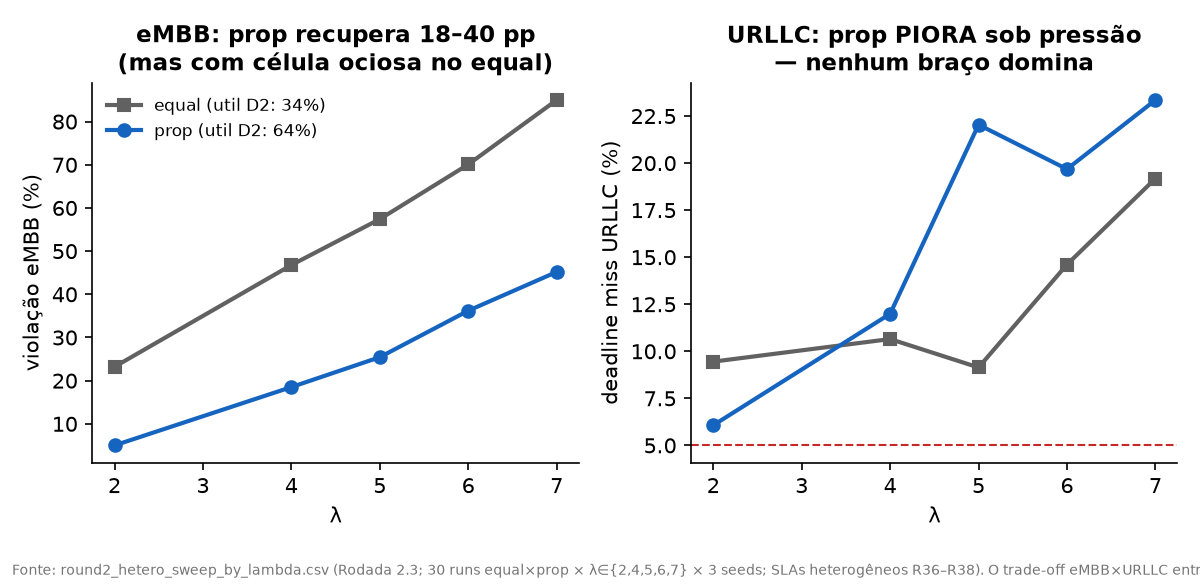 eMBB: prop recupera 18–40 pp
(mas com célula ociosa no equal)
equal (util D2: 34%)
prop (util D2: 64%)
violação eMBB (%)
80
70
60
50
40
30
20
10
2
3
4
5
6
7
λ
URLLC: prop PIORA sob pressão
— nenhum braço domina
deadline miss URLLC (%)
22.5
20.0
17.5
15.0
12.5
10.0
7.5
5.0
2
3
4
5
6
7
λ
Fonte: round2_hetero_sweep_by_lambda.csv (Rodada 2.3; 30 runs equal×prop × λ∈{2,4,5,6,7} × 3 seeds; SLAs heterogêneos R36–R38). O trade-off eMBB×URLLC entr